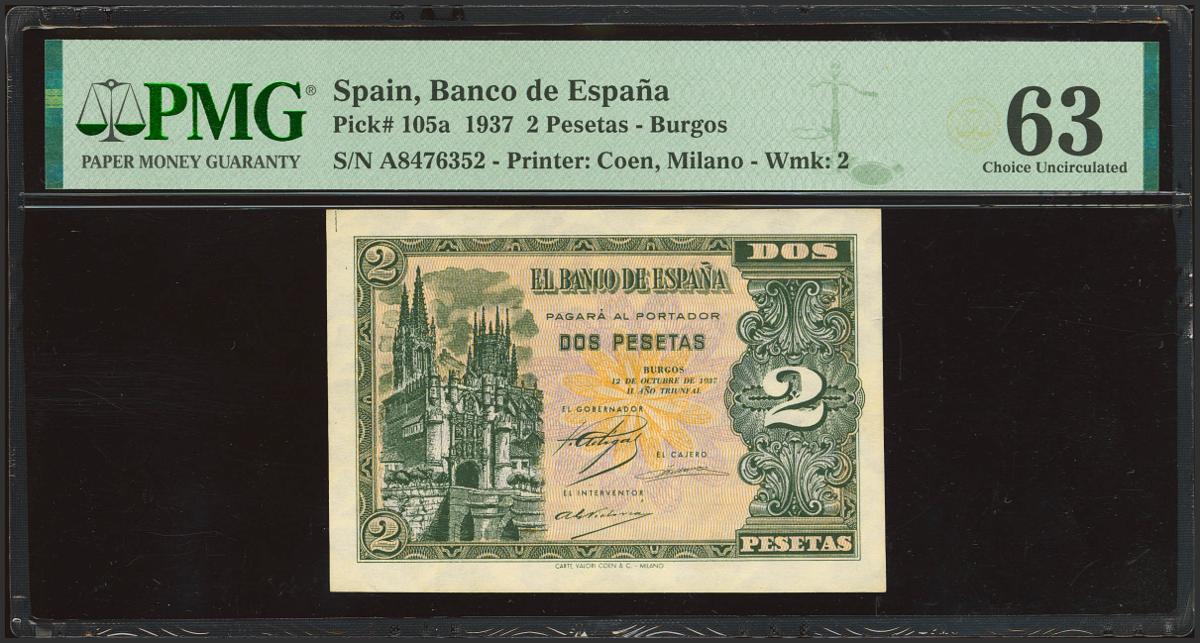 PMG®
PAPER MONEY GUARANTY
Spain, Banco de España
Pick# 105a 1937 2 Pesetas - Burgos
S/N A8476352 - Printer: Coen, Milano - Wmk: 2
63
Choice Uncirculated
2
DOS
EL BANCO DE ESPAÑA
PAGARÁ AL PORTADOR
DOS PESETAS
BURGOS
12 DE OCTUBRE DE 1937
II AÑO TRIUNFAL
2
EL GOBERNADOR
EL CAJERO
EL INTERVENTOR
2
PESETAS
CARTE VALORI COEN & C. - MILANO